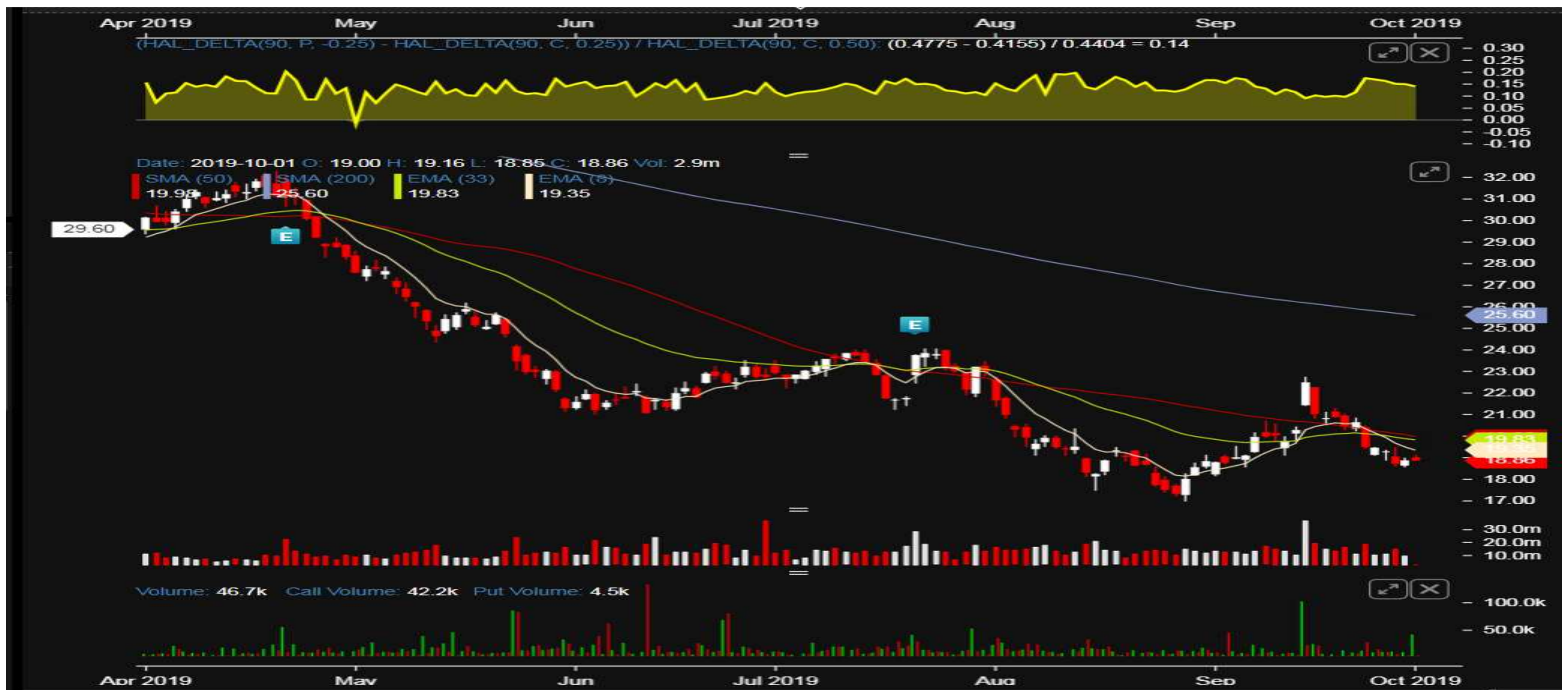 Apr 2019 May Jun Jul 2019 Aug Sep Oct 2019
(HAL_DELTA(90, P, -0.25) - HAL_DELTA(90, C, 0.25)) / HAL_DELTA(90, C, 0.50): (0.4775 - 0.4155) / 0.4404 = 0.14
0.30
0.25
0.20
0.15
0.10
0.05
0.00
-0.05
-0.10
Date: 2019-10-01 O: 19.00 H: 19.16 L: 18.85 C: 18.86 Vol: 2.9m
SMA (50) SMA (200) EMA (33) EMA (8)
25.60 19.83 19.35
32.00
31.00
30.00
29.60
E
29.00
28.00
27.00
26.00
25.60
25.00
E
24.00
23.00
22.00
21.00
19.83
18.86
18.00
17.00
30.0m
20.0m
10.0m
Volume: 46.7k Call Volume: 42.2k Put Volume: 4.5k
100.0k
50.0k
Apr 2019 May Jun Jul 2019 Aug Sep Oct 2019